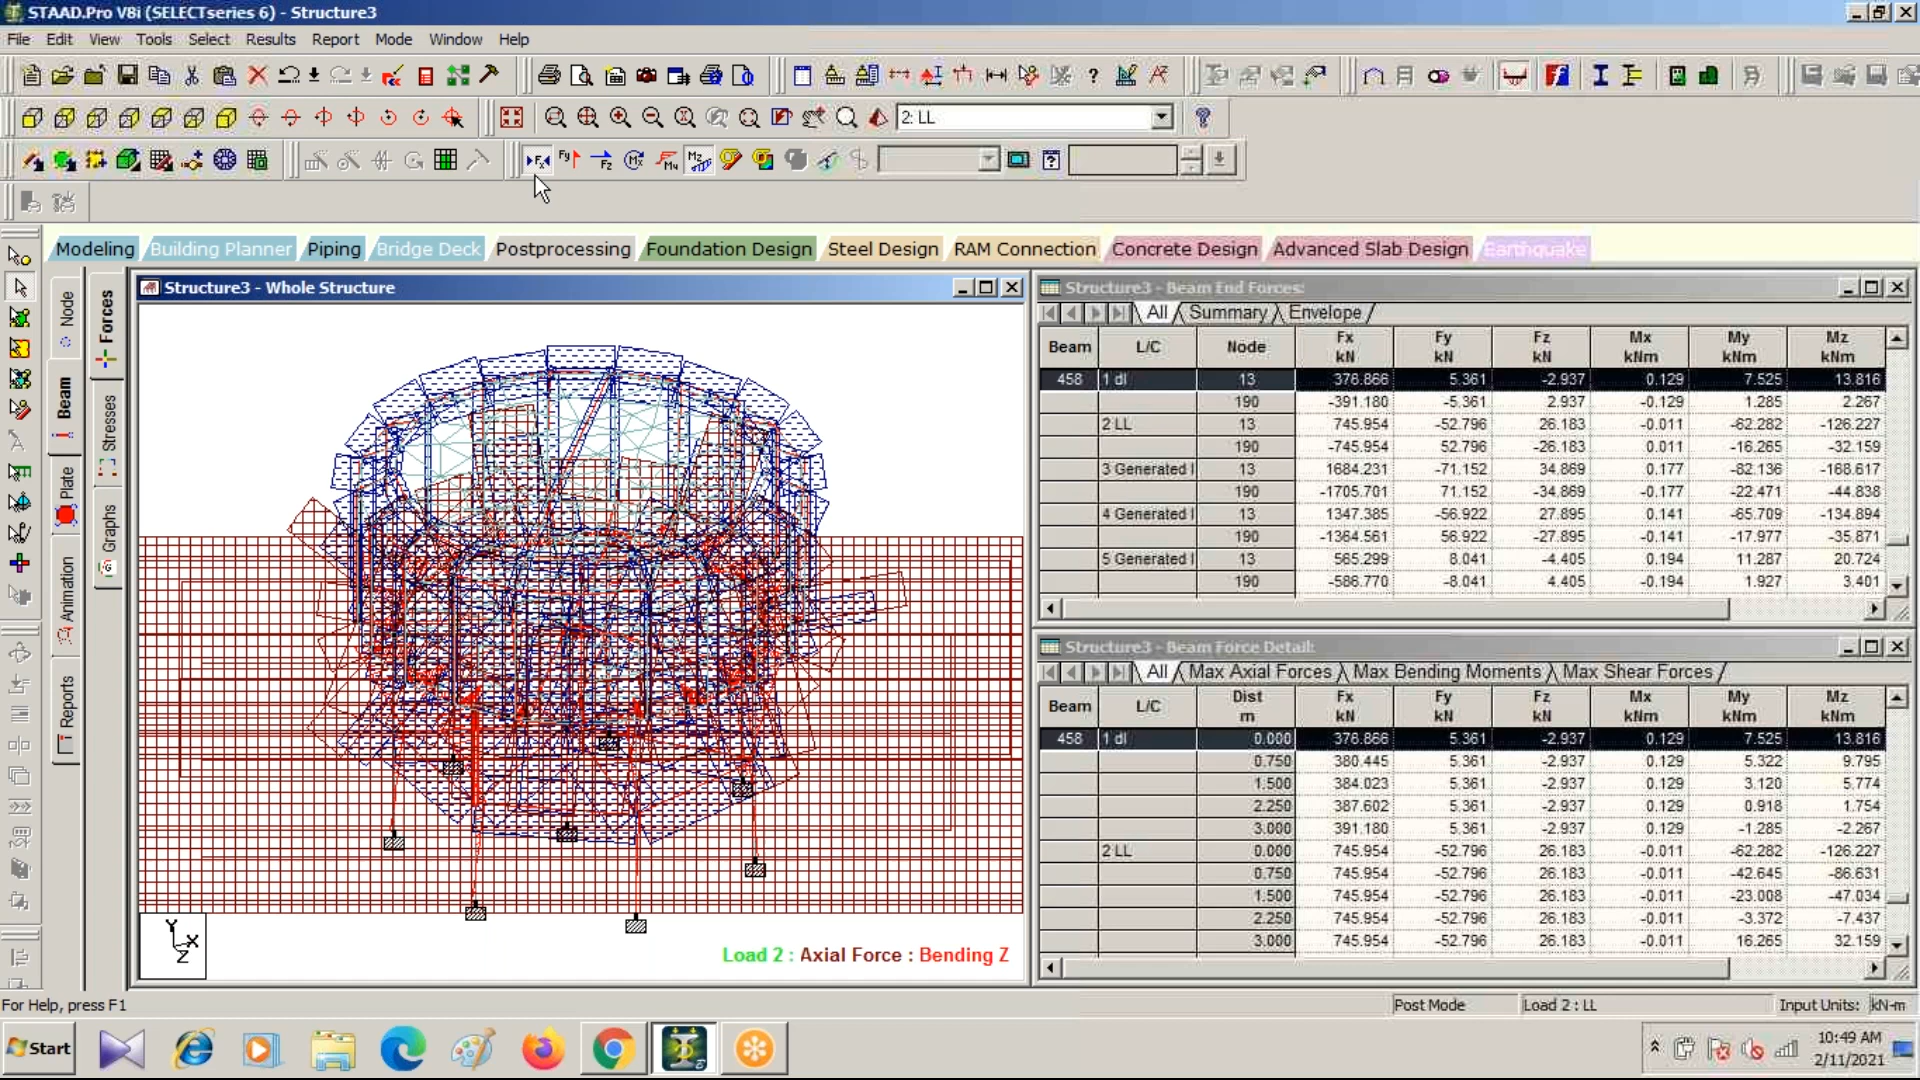 STAAD.Pro V8i (SELECTseries 6) - Structure3
File Edit View Tools Select Results Report Mode Window Help
2: LL
Modeling Building Planner Piping Bridge Deck Postprocessing Foundation Design Steel Design RAM Connection Concrete Design Advanced Slab Design Earthquake
Node
Beam
Plate
Animation
Reports
Forces
Stresses
Graphs
Structure3 - Whole Structure
Load 2 : Axial Force : Bending Z
Y
X
Z
Structure3 - Beam End Forces:
All Summary Envelope
Beam L/C Node Fx kN Fy kN Fz kN Mx kNm My kNm Mz kNm
458 1 dl 13 376.866 5.361 -2.937 0.129 7.525 13.816
190 -391.180 -5.361 2.937 -0.129 1.285 2.267
2 LL 13 745.954 -52.796 26.183 -0.011 -62.282 -126.227
190 -745.954 52.796 -26.183 0.011 -16.265 -32.159
3 Generated 13 1684.231 -71.152 34.869 0.177 -82.136 -168.617
190 -1705.701 71.152 -34.869 -0.177 -22.471 -44.838
4 Generated 13 1347.385 -56.922 27.895 0.141 -65.709 -134.894
190 -1364.561 56.922 -27.895 -0.141 -17.977 -35.871
5 Generated 13 565.299 8.041 -4.405 0.194 11.287 20.724
190 -586.770 -8.041 4.405 -0.194 1.927 3.401
Structure3 - Beam Force Detail:
All Max Axial Forces Max Bending Moments Max Shear Forces
Beam L/C Dist m Fx kN Fy kN Fz kN Mx kNm My kNm Mz kNm
458 1 dl 0.000 376.866 5.361 -2.937 0.129 7.525 13.816
0.750 380.445 5.361 -2.937 0.129 5.322 9.795
1.500 384.023 5.361 -2.937 0.129 3.120 5.774
2.250 387.602 5.361 -2.937 0.129 0.918 1.754
3.000 391.180 5.361 -2.937 0.129 -1.285 -2.267
2 LL 0.000 745.954 -52.796 26.183 -0.011 -62.282 -126.227
0.750 745.954 -52.796 26.183 -0.011 -42.645 -86.631
1.500 745.954 -52.796 26.183 -0.011 -23.008 -47.034
2.250 745.954 -52.796 26.183 -0.011 -3.372 -7.437
3.000 745.954 -52.796 26.183 -0.011 16.265 32.159
For Help, press F1
Post Mode Load 2 : LL Input Units: kN-m
Start
10:49 AM
2/11/2021